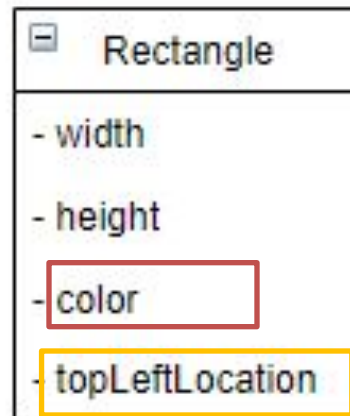 Rectangle
- width
- height
- color
- topLeftLocation